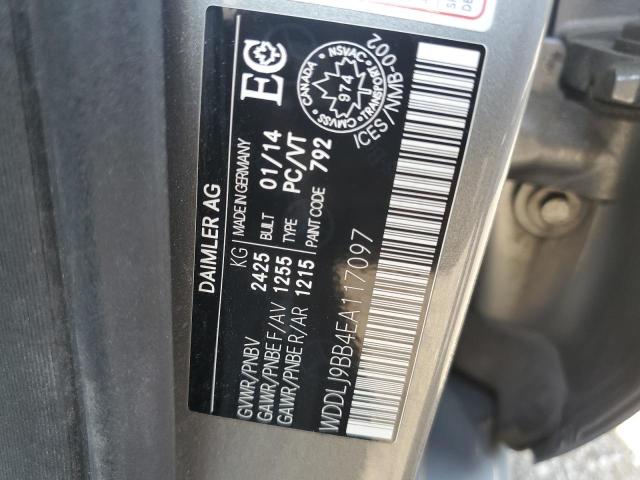 DAIMLER AG
KG MADE IN GERMANY
GVWR/PNBV 2425 BUILT 01/14
GAWR/PNBE F/AV 1255 TYPE PC/VT
GAWR/PNBE R/AR 1215 PAINT CODE 792
EC
CANADA NSVAC TRANSPORT CMVSS
974
ICES/NMB-002
WDDLJ9BB4EA117097